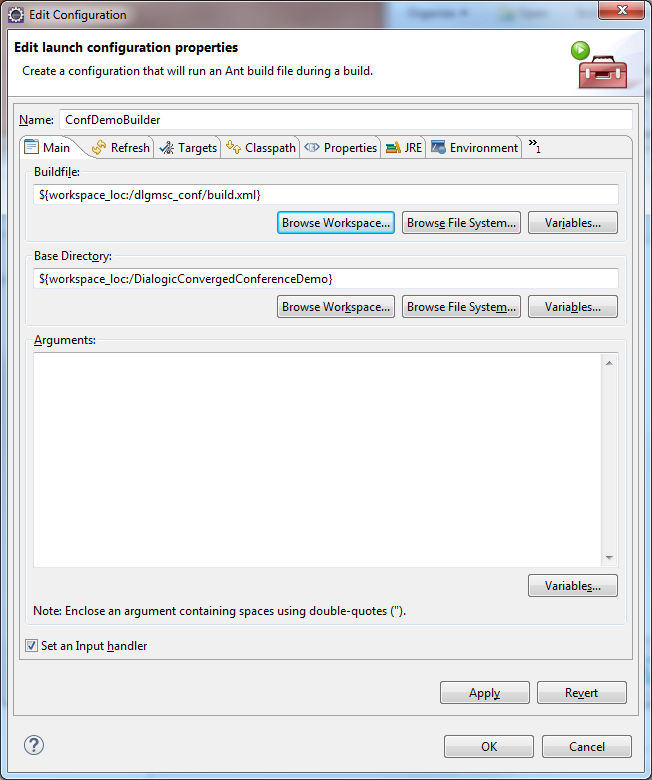 Edit Configuration
Edit launch configuration properties
Create a configuration that will run an Ant build file during a build.
Name: ConfDemoBuilder
Main Refresh Targets Classpath Properties JRE Environment »1
Buildfile:
${workspace_loc:/dlgmsc_conf/build.xml}
Browse Workspace... Browse File System... Variables...
Base Directory:
${workspace_loc:/DialogicConvergedConferenceDemo}
Browse Workspace... Browse File System... Variables...
Arguments:
Variables...
Note: Enclose an argument containing spaces using double-quotes (").
Set an Input handler
Apply Revert
OK Cancel